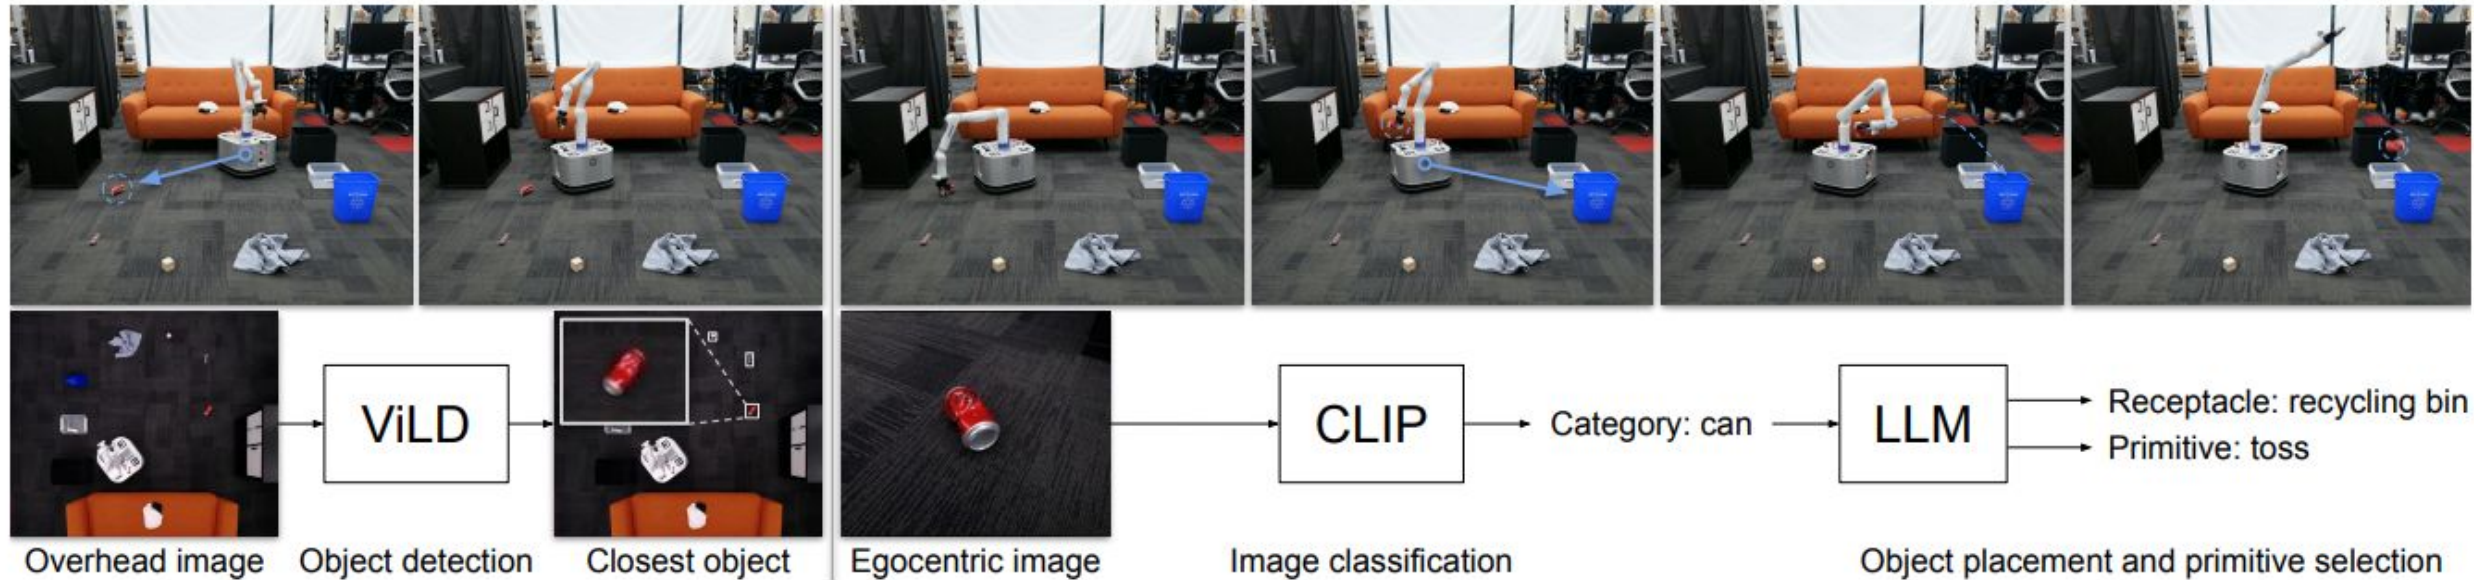 ViLD
CLIP
Category: can
LLM
Receptacle: recycling bin
Primitive: toss
Overhead image
Object detection
Closest object
Egocentric image
Image classification
Object placement and primitive selection